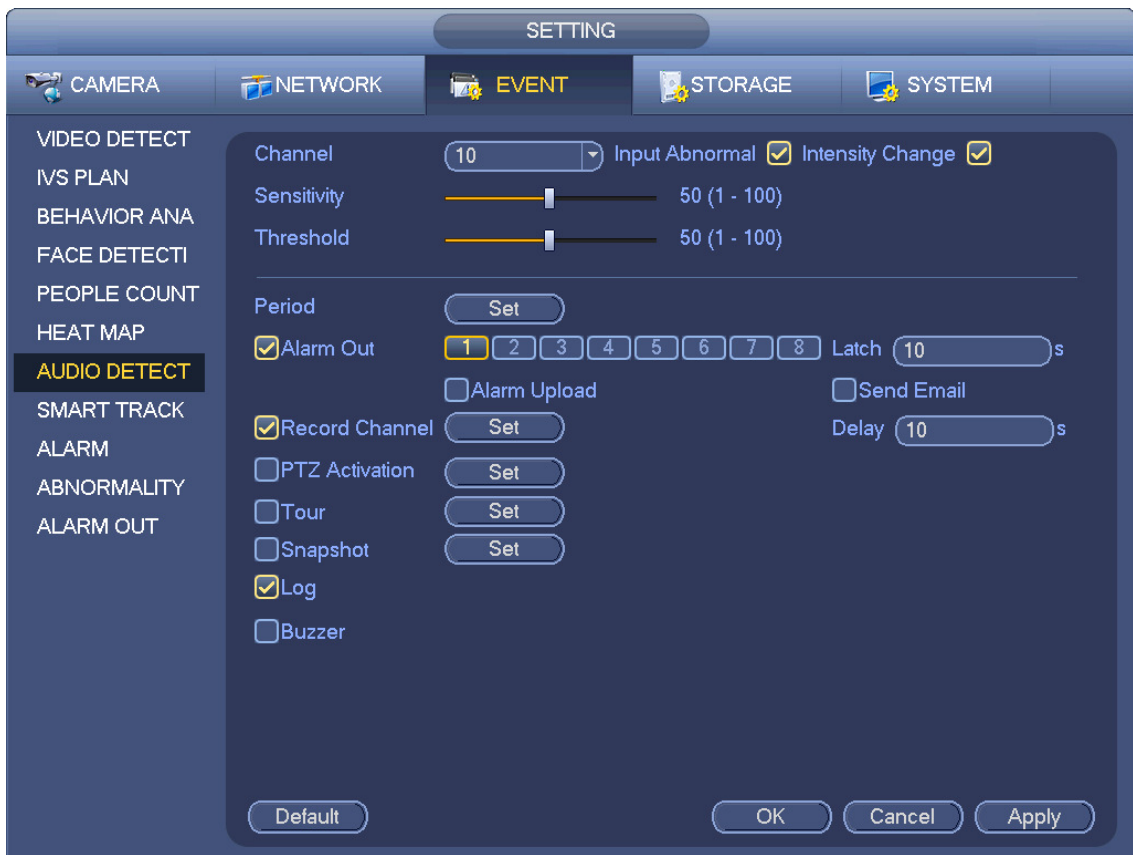 SETTING
CAMERA NETWORK EVENT STORAGE SYSTEM
VIDEO DETECT
IVS PLAN
BEHAVIOR ANA
FACE DETECTI
PEOPLE COUNT
HEAT MAP
AUDIO DETECT
SMART TRACK
ALARM
ABNORMALITY
ALARM OUT
Channel 10 Input Abnormal Intensity Change
Sensitivity 50 (1 - 100)
Threshold 50 (1 - 100)
Period Set
Alarm Out 1 2 3 4 5 6 7 8 Latch 10 s
Alarm Upload Send Email
Record Channel Set Delay 10 s
PTZ Activation Set
Tour Set
Snapshot Set
Log
Buzzer
Default OK Cancel Apply